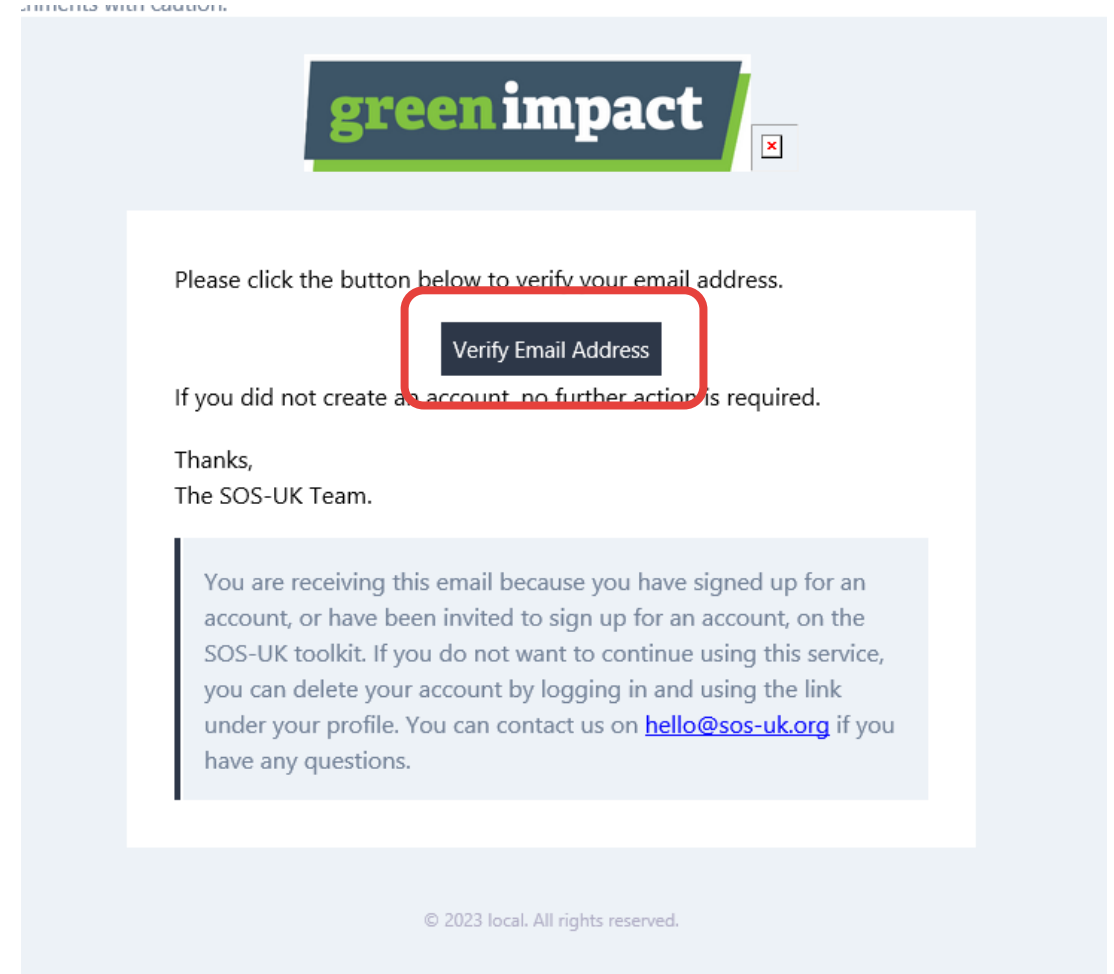 chments with caution.
green impact
Please click the button below to verify your email address.
Verify Email Address
If you did not create an account, no further action is required.
Thanks,
The SOS-UK Team.
You are receiving this email because you have signed up for an
account, or have been invited to sign up for an account, on the
SOS-UK toolkit. If you do not want to continue using this service,
you can delete your account by logging in and using the link
under your profile. You can contact us on hello@sos-uk.org if you
have any questions.
© 2023 local. All rights reserved.